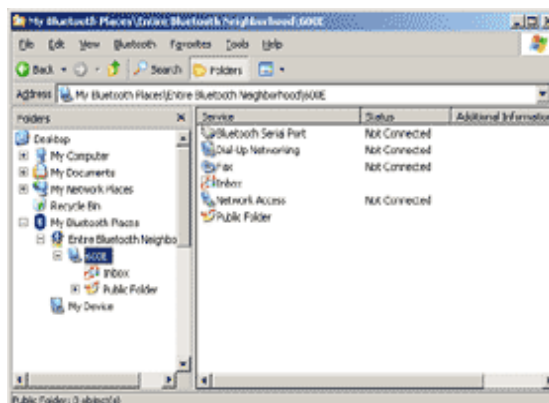 My Bluetooth Places\Entire Bluetooth Neighborhood\600E
File Edit View Bluetooth Favorites Tools Help
Back Search Folders
Address My Bluetooth Places\Entire Bluetooth Neighborhood\600E
Folders
Desktop
My Computer
My Documents
My Network Places
Recycle Bin
My Bluetooth Places
Entire Bluetooth Neighbo
600E
Inbox
Public Folder
My Device
Service Status Additional Information
Bluetooth Serial Port Not Connected
Dial-Up Networking Not Connected
Fax Not Connected
Inbox
Network Access Not Connected
Public Folder
Public Folder: 0 object(s)